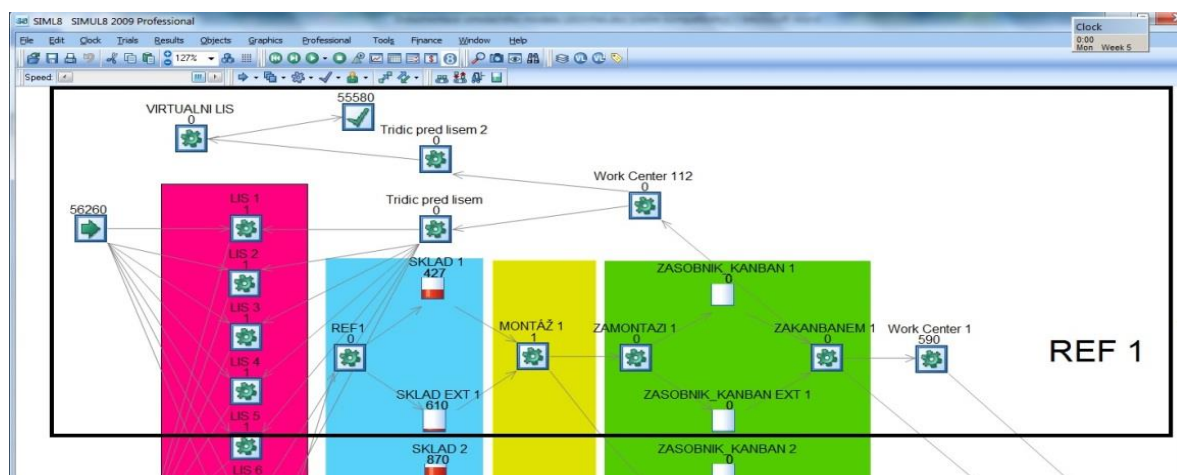 SIML8 SIMUL8 2009 Professional
Clock
0:00
Mon Week 5
File Edit Clock Trials Results Objects Graphics Professional Tools Finance Window Help
127%
Speed:
VIRTUALNI LIS
0
55580
Tridic pred lisem 2
0
Work Center 112
0
56260
LIS 1
1
Tridic pred lisem
0
LIS 2
1
SKLAD 1
427
ZASOBNIK_KANBAN 1
0
LIS 3
1
REF1
0
MONTÁŽ 1
1
ZAMONTAZI 1
0
ZAKANBANEM 1
0
Work Center 1
590
REF 1
LIS 4
1
SKLAD EXT 1
610
ZASOBNIK_KANBAN EXT 1
0
LIS 5
1
SKLAD 2
870
ZASOBNIK_KANBAN 2
0
LIS 6